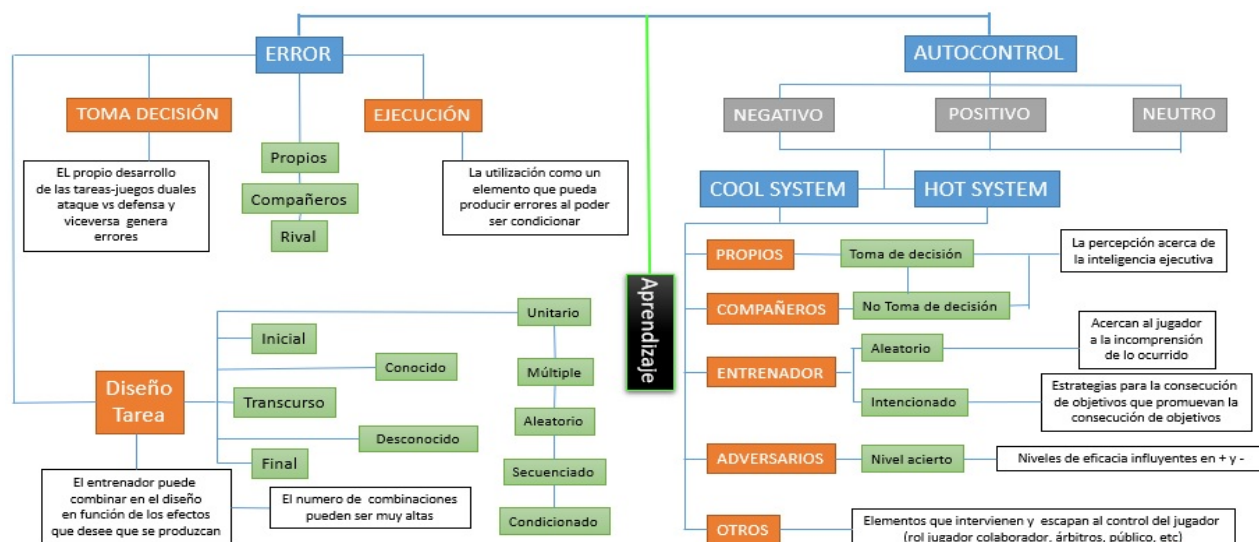 ERROR
TOMA DECISIÓN
EL propio desarrollo
de las tareas-juegos duales
ataque vs defensa y
viceversa genera
errores
Propios
Compañeros
Rival
EJECUCIÓN
La utilización como un
elemento que pueda
producir errores al poder
ser condicionar
Diseño
Tarea
El entrenador puede
combinar en el diseño
en función de los efectos
que desee que se produzcan
El numero de combinaciones
pueden ser muy altas
Inicial
Conocido
Transcurso
Desconocido
Final
Unitario
Múltiple
Aleatorio
Secuenciado
Condicionado
Aprendizaje
AUTOCONTROL
NEGATIVO
POSITIVO
NEUTRO
COOL SYSTEM
HOT SYSTEM
PROPIOS
Toma de decisión
La percepción acerca de
la inteligencia ejecutiva
COMPAÑEROS
No Toma de decisión
ENTRENADOR
Aleatorio
Acercan al jugador
a la incomprensión
de lo ocurrido
Intencionado
Estrategias para la consecución
de objetivos que promuevan la
consecución de objetivos
ADVERSARIOS
Nivel acierto
Niveles de eficacia influyentes en + y -
OTROS
Elementos que intervienen y escapan al control del jugador
(rol jugador colaborador, árbitros, público, etc)